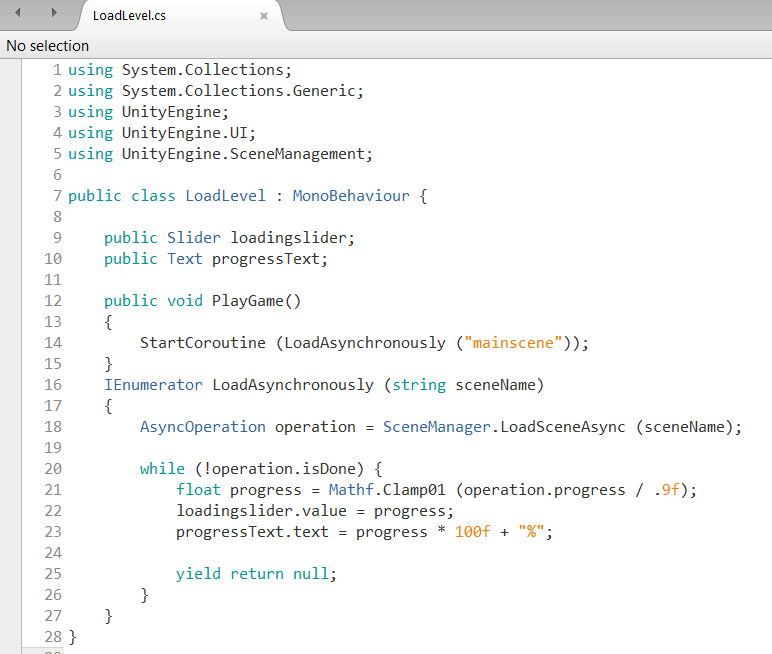 LoadLevel.cs ×
No selection
1 using System.Collections;
2 using System.Collections.Generic;
3 using UnityEngine;
4 using UnityEngine.UI;
5 using UnityEngine.SceneManagement;
6
7 public class LoadLevel : MonoBehaviour {
8
9     public Slider loadingslider;
10     public Text progressText;
11
12     public void PlayGame()
13     {
14         StartCoroutine (LoadAsynchronously ("mainscene"));
15     }
16     IEnumerator LoadAsynchronously (string sceneName)
17     {
18         AsyncOperation operation = SceneManager.LoadSceneAsync (sceneName);
19
20         while (!operation.isDone) {
21             float progress = Mathf.Clamp01 (operation.progress / .9f);
22             loadingslider.value = progress;
23             progressText.text = progress * 100f + "%";
24
25             yield return null;
26         }
27     }
28 }